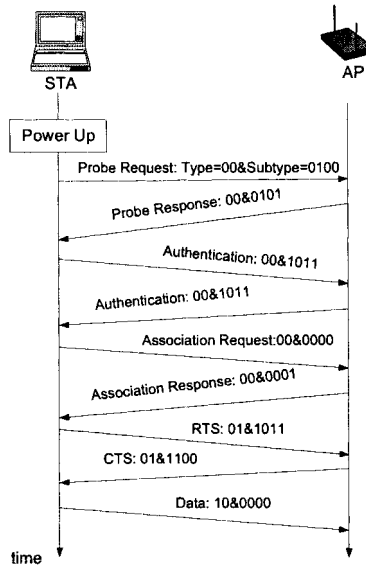 STA
AP
Power Up
Probe Request: Type=00&Subtype=0100
Probe Response: 00&0101
Authentication: 00&1011
Authentication: 00&1011
Association Request:00&0000
Association Response: 00&0001
RTS: 01&1011
CTS: 01&1100
Data: 10&0000
time